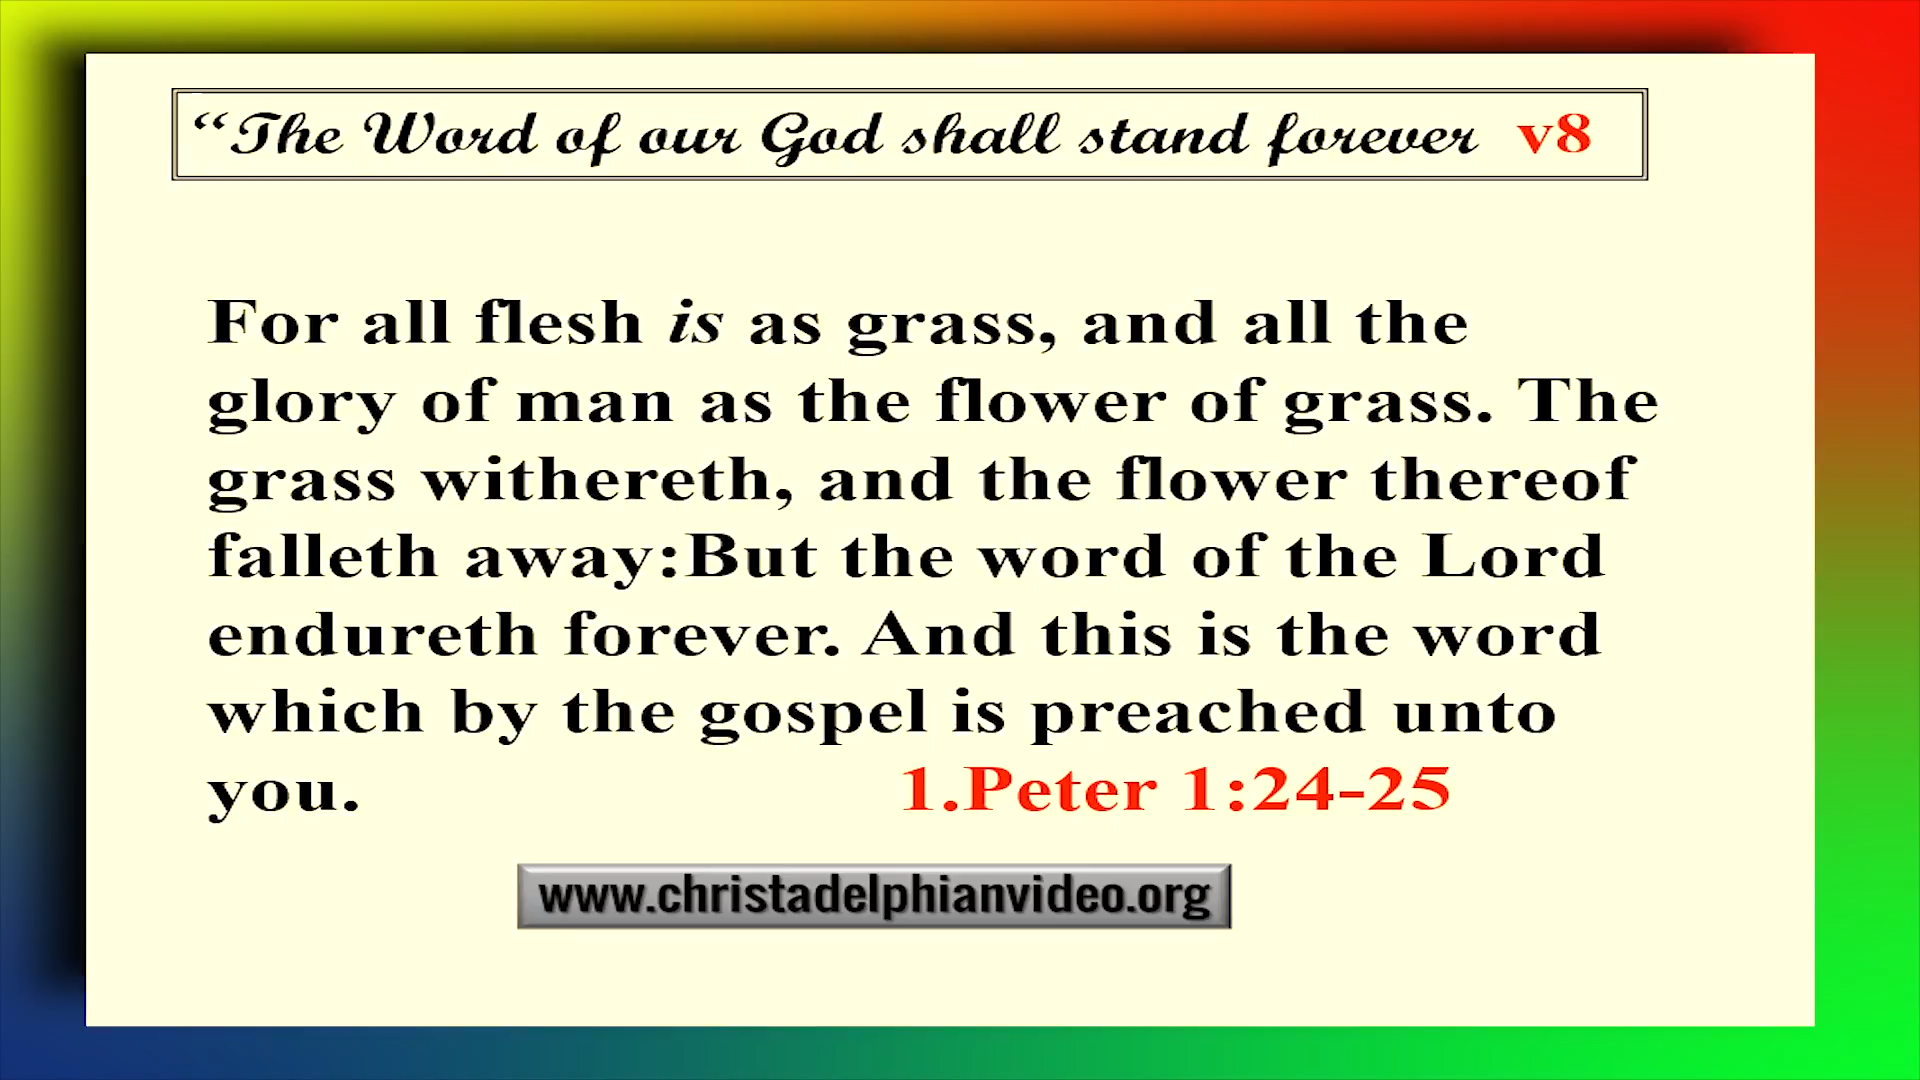 “The Word of our God shall stand forever v8
For all flesh is as grass, and all the
glory of man as the flower of grass. The
grass withereth, and the flower thereof
falleth away:But the word of the Lord
endureth forever. And this is the word
which by the gospel is preached unto
you. 1.Peter 1:24-25
www.christadelphianvideo.org